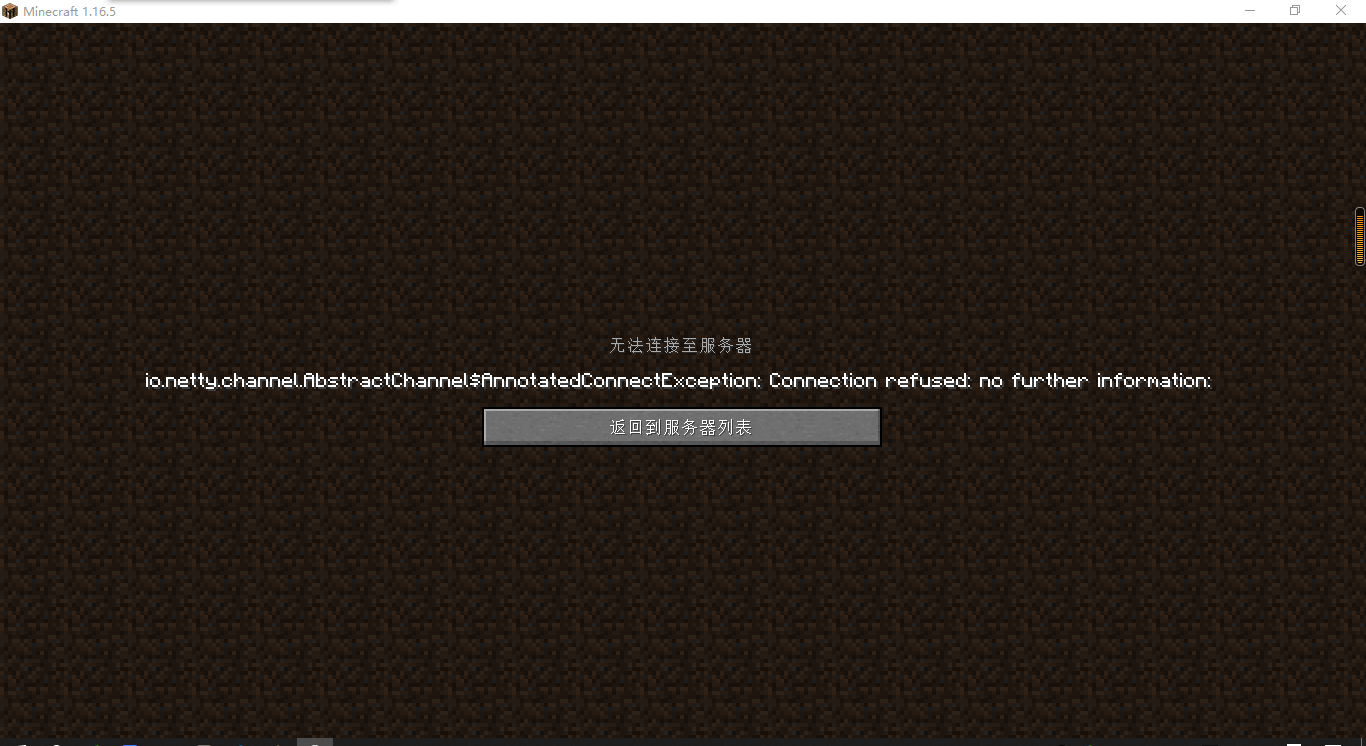 Minecraft 1.16.5
无法连接至服务器
io.netty.channel.AbstractChannel$AnnotatedConnectException: Connection refused: no further information:
返回到服务器列表